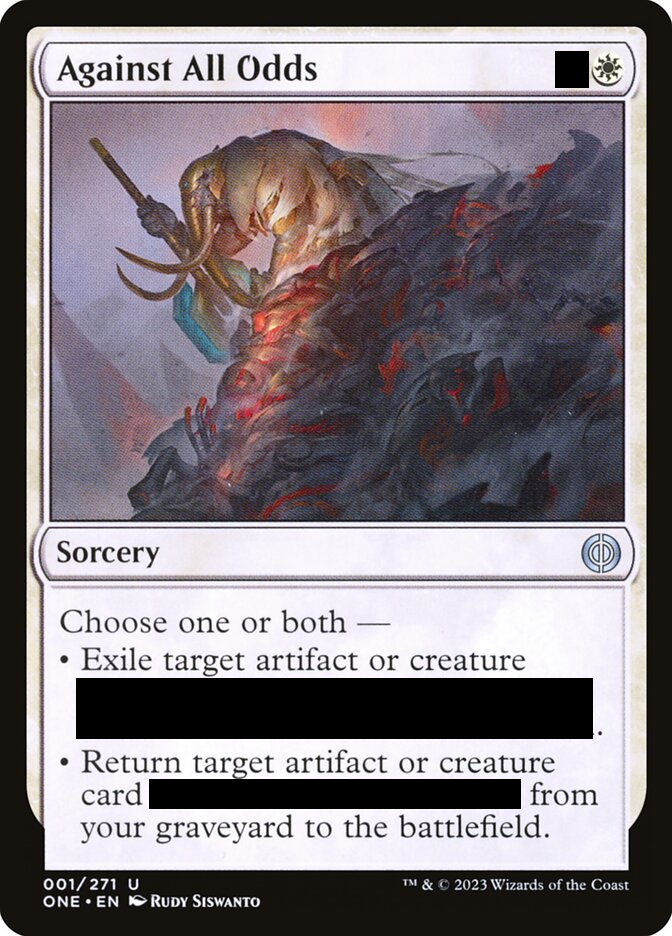 Against All Odds
Sorcery
Choose one or both —
• Exile target artifact or creature
.
• Return target artifact or creature
card from
your graveyard to the battlefield.
001/271 U
ONE • EN Rudy Siswanto
™ & © 2023 Wizards of the Coast